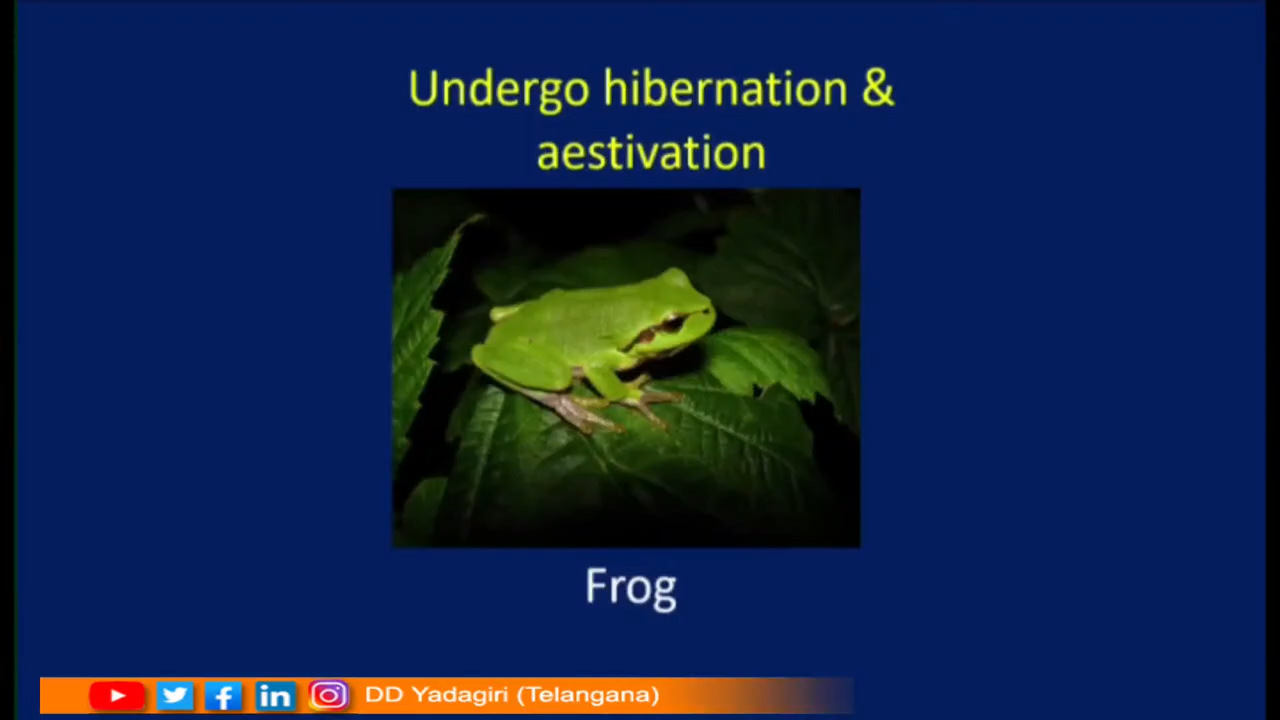 Undergo hibernation &
aestivation
Frog
DD Yadagiri (Telangana)